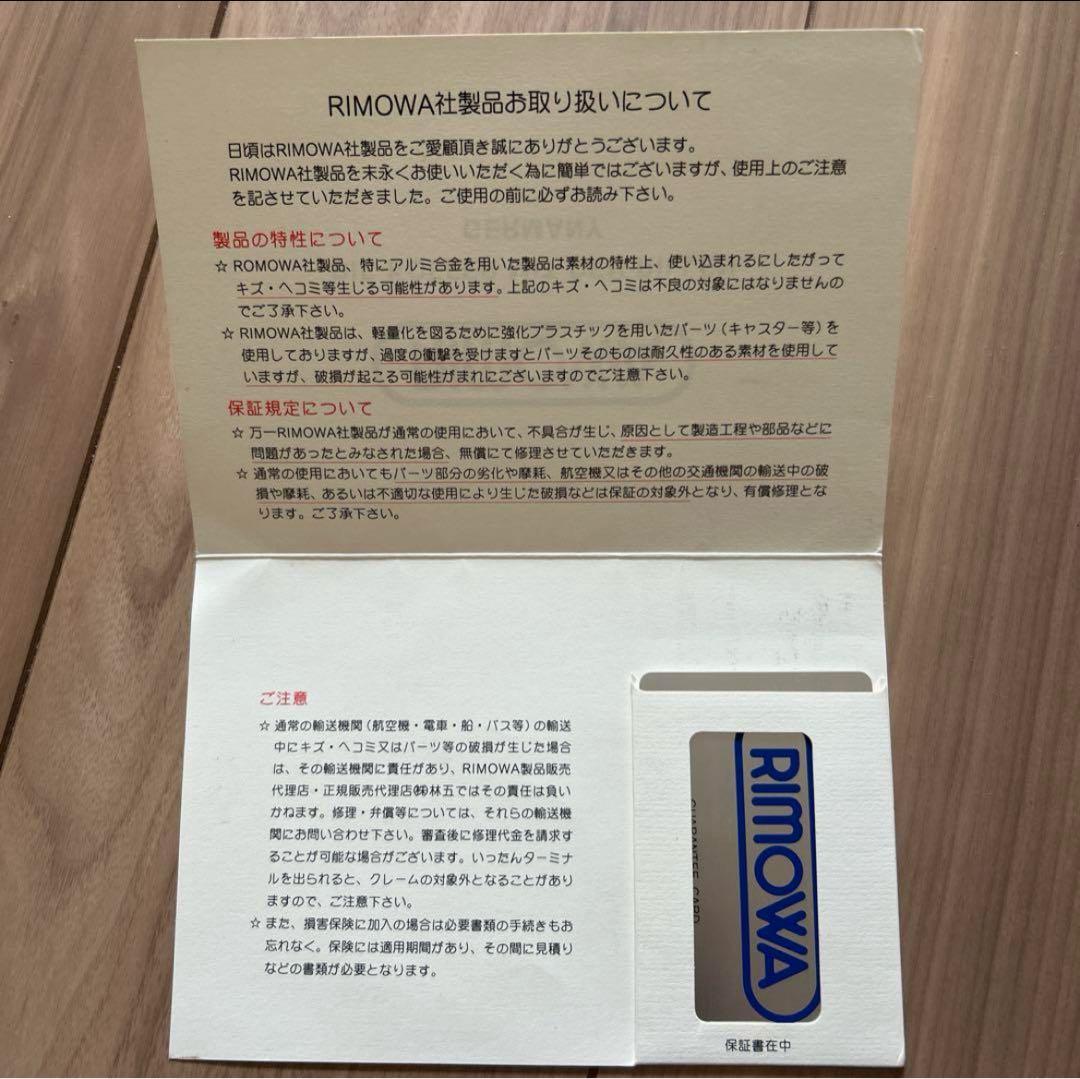 RIMOWA社製品お取り扱いについて
日頃はRIMOWA社製品をご愛顧頂き誠にありがとうございます。
RIMOWA社製品を末永くお使いいただく為に簡単ではございますが、使用上のご注意
を記させていただきました。ご使用の前に必ずお読み下さい。
製品の特性について
☆ ROMOWA社製品、特にアルミ合金を用いた製品は素材の特性上、使い込まれるにしたがって
キズ・ヘコミ等生じる可能性があります。上記のキズ・ヘコミは不良の対象にはなりませんの
でご了承下さい。
☆ RIMOWA社製品は、軽量化を図るために強化プラスチックを用いたパーツ（キャスター等）を
使用しておりますが、過度の衝撃を受けますとパーツそのものは耐久性のある素材を使用して
いますが、破損が起こる可能性がまれにございますのでご注意下さい。
保証規定について
☆ 万一RIMOWA社製品が通常の使用において、不具合が生じ、原因として製造工程や部品などに
問題があったとみなされた場合、無償にて修理させていただきます。
☆ 通常の使用においてもパーツ部分の劣化や摩耗、航空機又はその他の交通機関の輸送中の破
損や摩耗、あるいは不適切な使用により生じた破損などは保証の対象外となり、有償修理とな
ります。ご了承下さい。
ご注意
☆ 通常の輸送機関（航空機・電車・船・バス等）の輸送
中にキズ・ヘコミ又はパーツ等の破損が生じた場合
は、その輸送機関に責任があり、RIMOWA製品販売
代理店・正規販売代理店㈱林五ではその責任は負い
かねます。修理・弁償等については、それらの輸送機
関にお問い合わせ下さい。審査後に修理代金を請求す
ることが可能な場合がございます。いったんターミナ
ルを出られると、クレームの対象外となることがあり
ますので、ご注意下さい。
☆ また、損害保険に加入の場合は必要書類の手続きもお
忘れなく。保険には適用期間があり、その間に見積り
などの書類が必要となります。
RIMOWA
GUARANTEE CARD
保証書在中